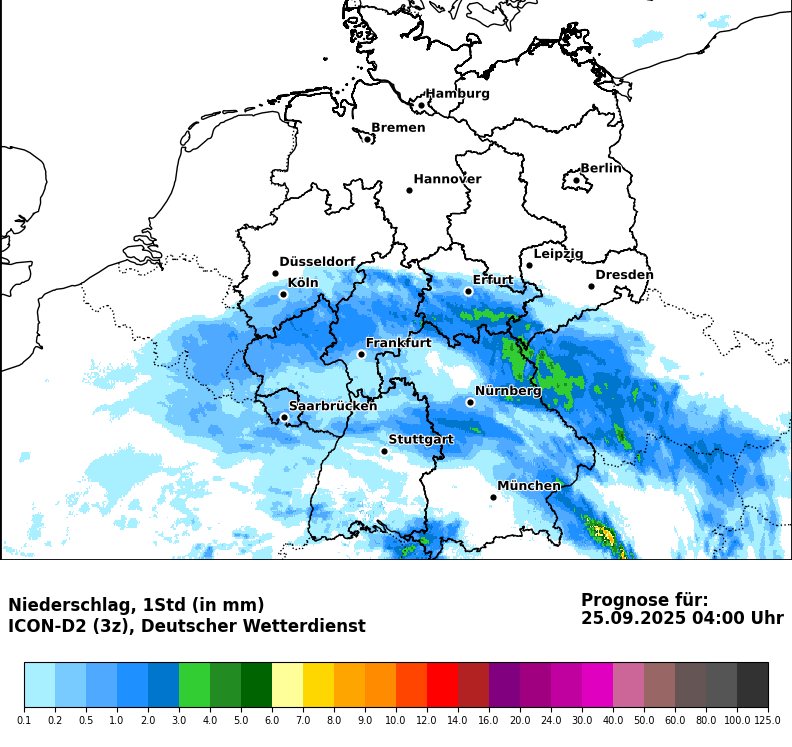 Hamburg
Bremen
Berlin
Hannover
Leipzig
Düsseldorf
Dresden
Köln
Erfurt
Frankfurt
Nürnberg
Saarbrücken
Stuttgart
München
Niederschlag, 1Std (in mm)
ICON-D2 (3z), Deutscher Wetterdienst
Prognose für:
25.09.2025 04:00 Uhr
0.1 0.2 0.5 1.0 2.0 3.0 4.0 5.0 6.0 7.0 8.0 9.0 10.0 12.0 14.0 16.0 20.0 24.0 30.0 40.0 50.0 60.0 80.0 100.0 125.0